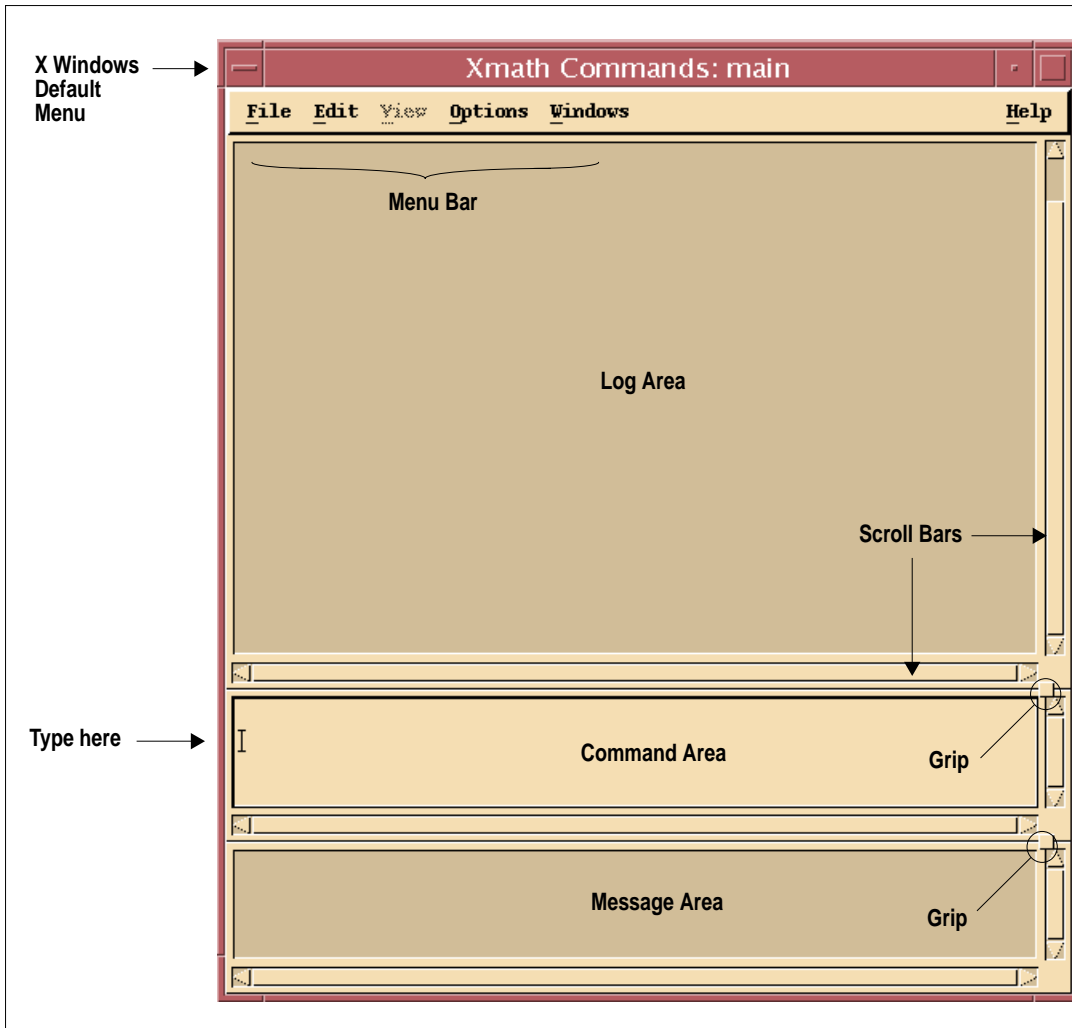 X Windows
Default
Menu
Xmath Commands: main
File Edit View Options Windows Help
Menu Bar
Log Area
Scroll Bars
Type here
Command Area
Grip
Message Area
Grip